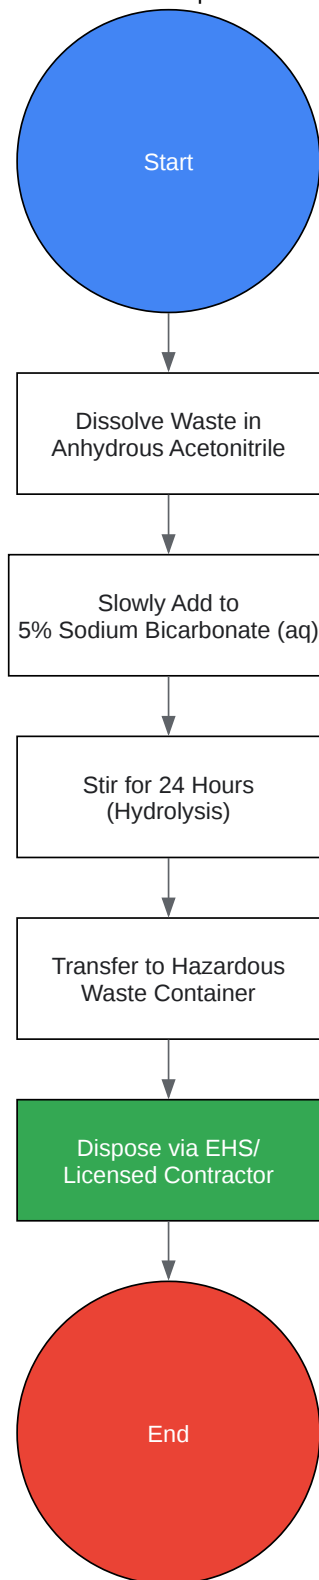 Start
Dissolve Waste in
Anhydrous Acetonitrile
Slowly Add to
5% Sodium Bicarbonate (aq)
Stir for 24 Hours
(Hydrolysis)
Transfer to Hazardous
Waste Container
Dispose via EHS/
Licensed Contractor
End